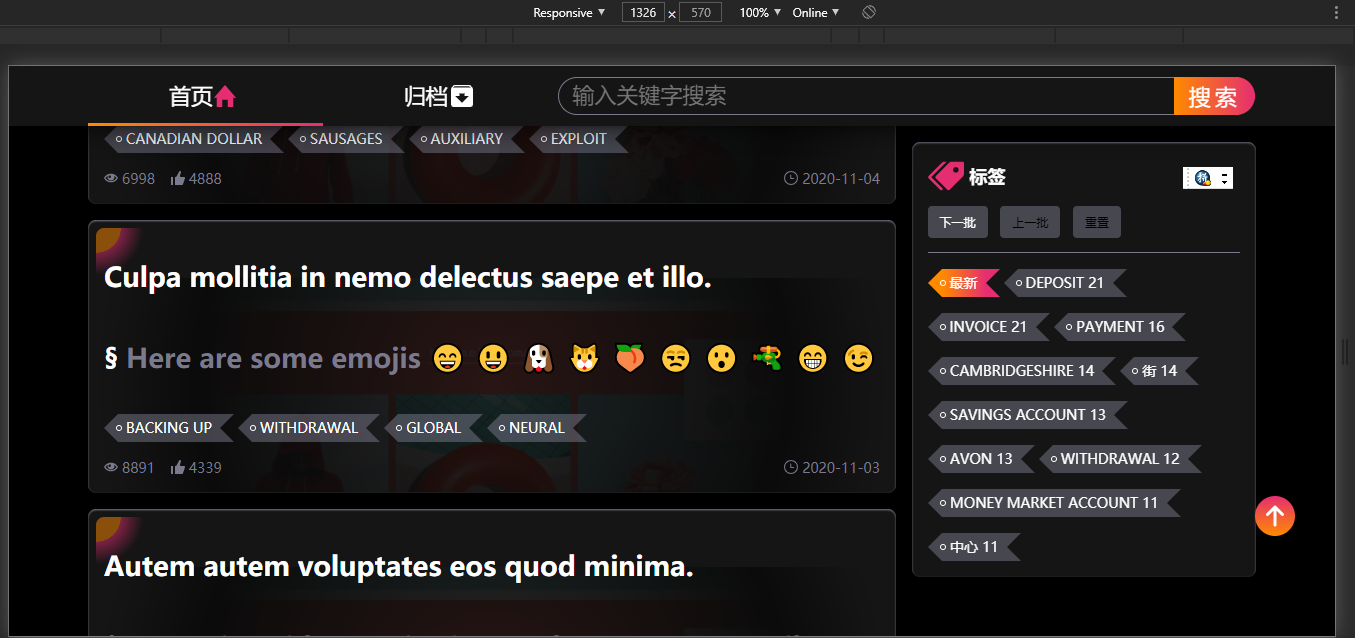 Responsive ▼ 1326 x 570 100% ▼ Online ▼
首页 归档 输入关键字搜索 搜索
CANADIAN DOLLAR SAUSAGES AUXILIARY EXPLOIT
6998 4888 2020-11-04
Culpa mollitia in nemo delectus saepe et illo.
§ Here are some emojis 😄 😃 🐶 🐱 🍑 😒 😮 🔫 😁 😉
BACKING UP WITHDRAWAL GLOBAL NEURAL
8891 4339 2020-11-03
Autem autem voluptates eos quod minima.
标签
拼
下一批 上一批 重置
最新 DEPOSIT 21
INVOICE 21 PAYMENT 16
CAMBRIDGESHIRE 14 街 14
SAVINGS ACCOUNT 13
AVON 13 WITHDRAWAL 12
MONEY MARKET ACCOUNT 11
中心 11